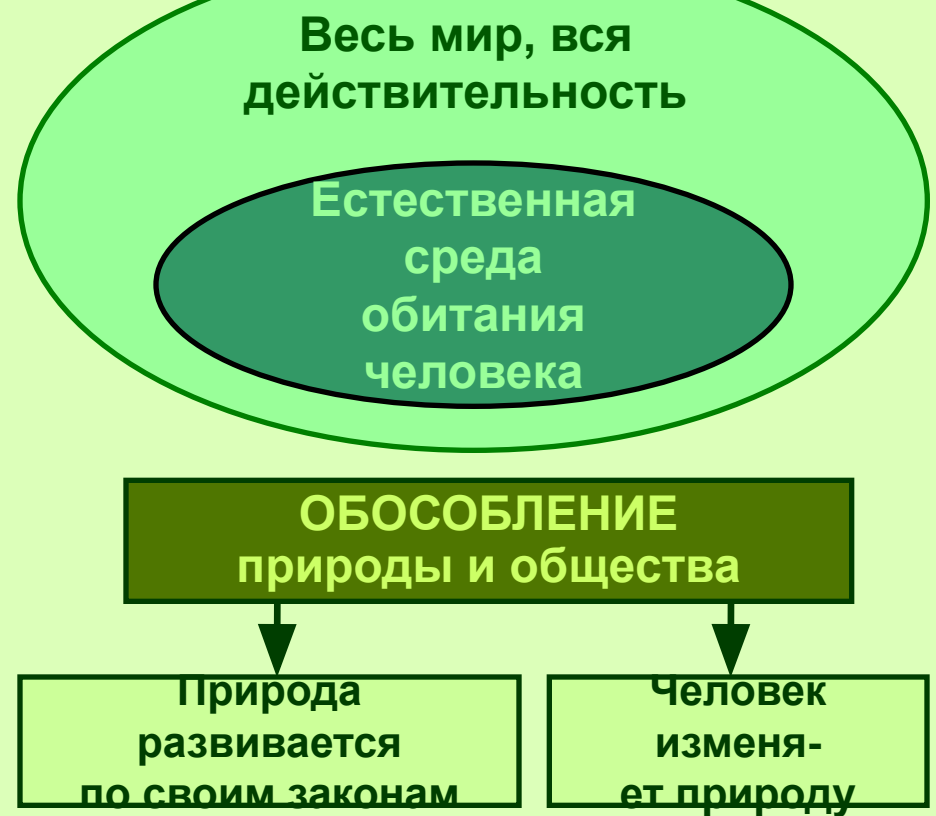 Весь мир, вся
действительность
Естественная
среда
обитания
человека
ОБОСОБЛЕНИЕ
природы и общества
Природа
развивается
по своим законам
Человек
изменя-
ет природу